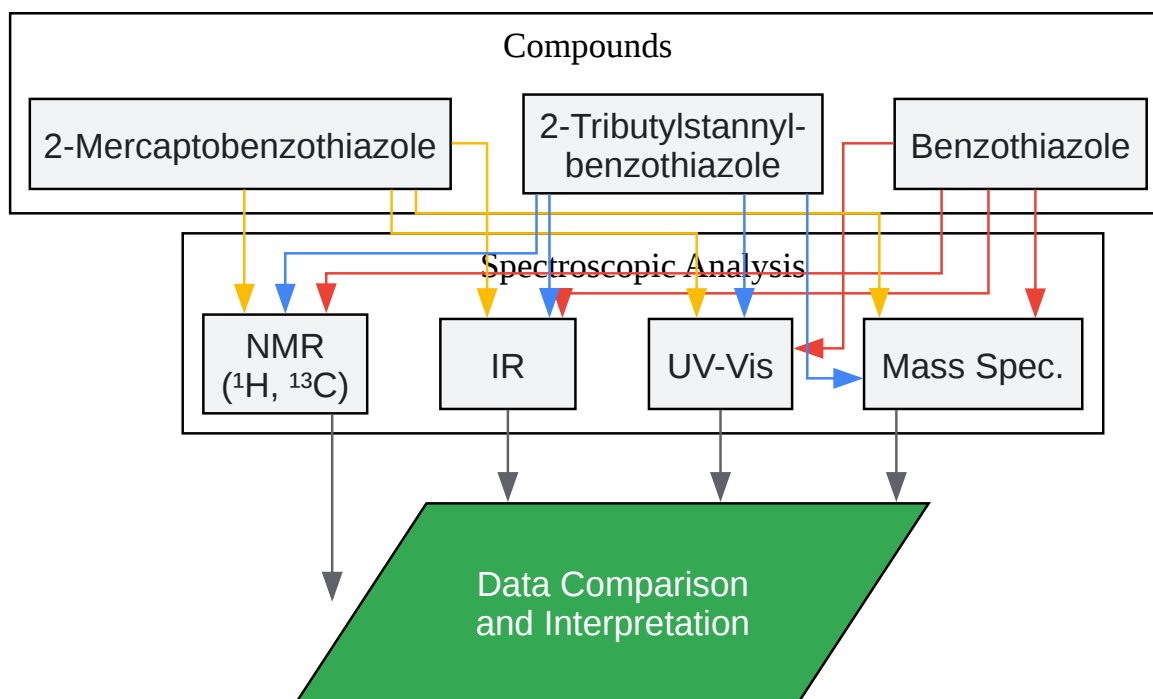 Compounds
2-Mercaptobenzothiazole
2-Tributylstannyl-
benzothiazole
Benzothiazole
Spectroscopic Analysis
NMR
(¹H, ¹³C)
IR
UV-Vis
Mass Spec.
Data Comparison
and Interpretation